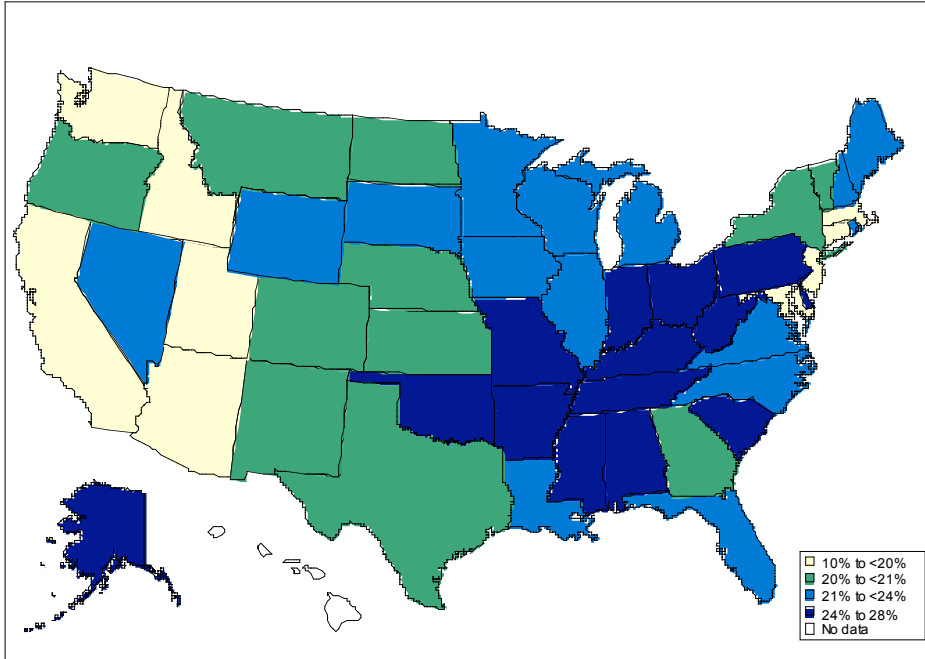 10% to <20%
20% to <21%
21% to <24%
24% to 28%
No data